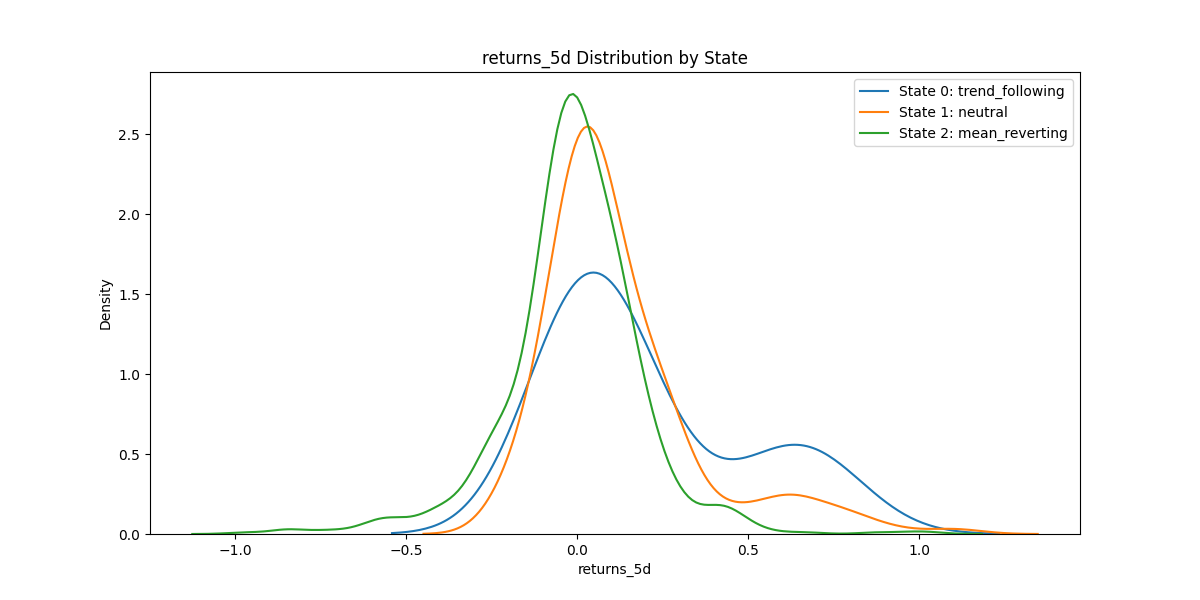 returns_5d Distribution by State
State 0: trend_following
State 1: neutral
State 2: mean_reverting
Density
2.5
2.0
1.5
1.0
0.5
0.0
−1.0
−0.5
0.0
0.5
1.0
returns_5d